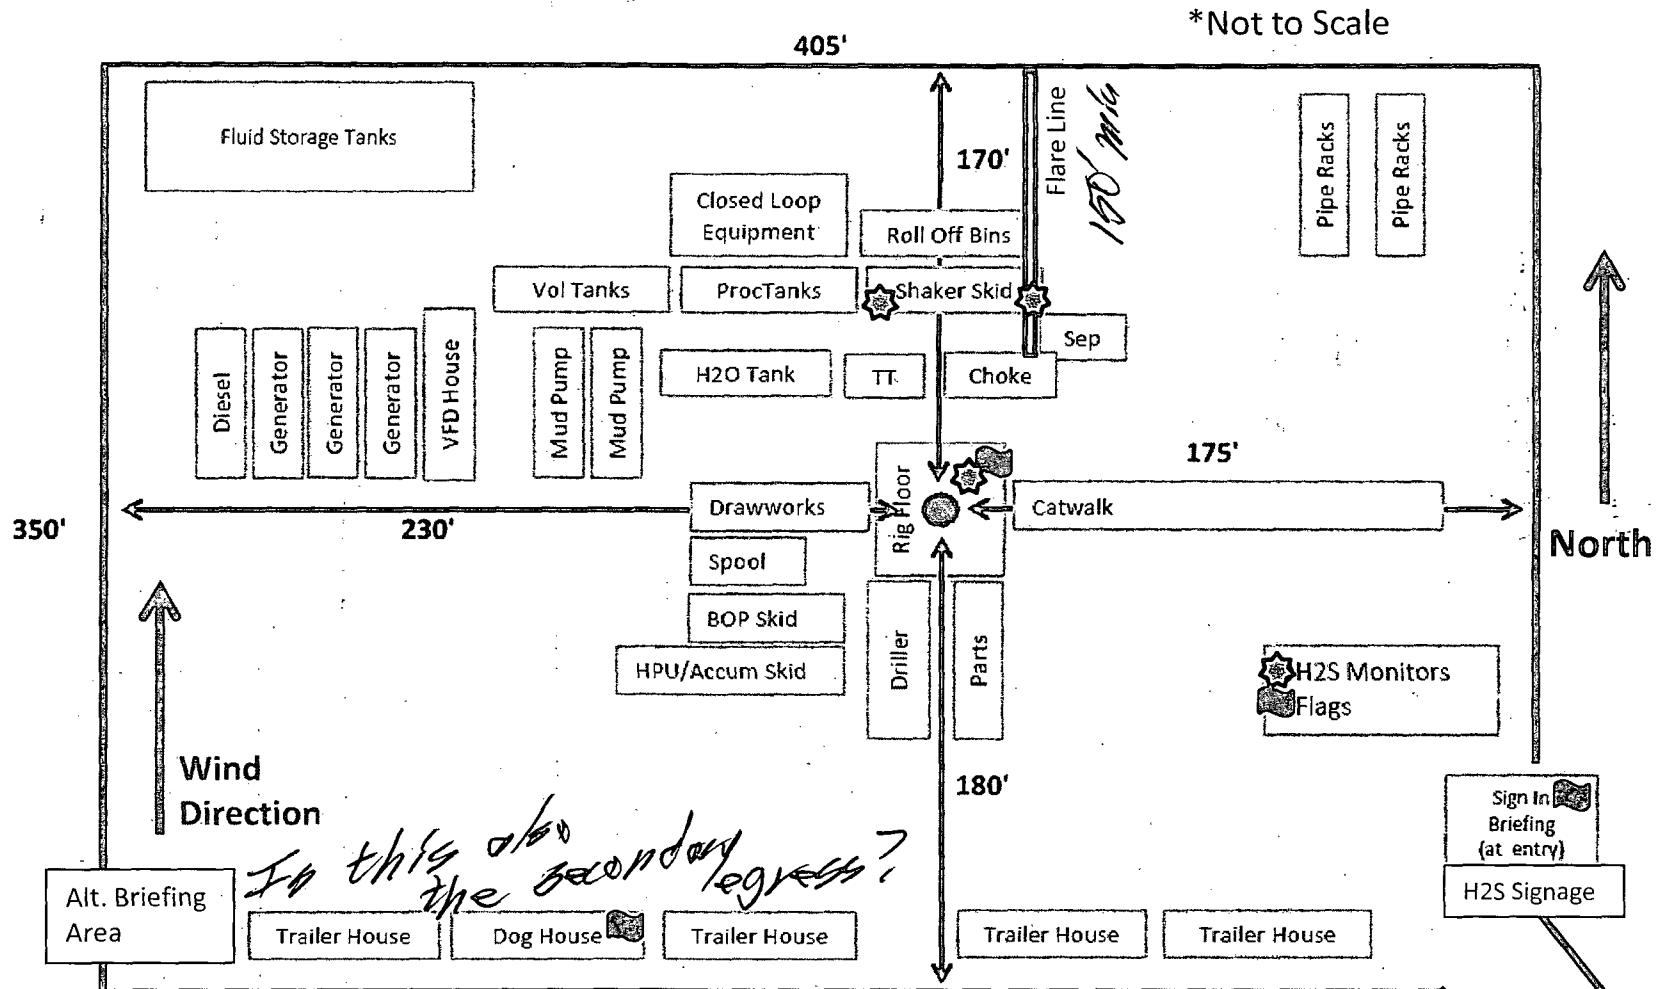 *Not to Scale
405'
Fluid Storage Tanks
170'
Flare Line
150' min
Pipe Racks
Pipe Racks
Closed Loop
Equipment
Roll Off Bins
Vol Tanks
ProcTanks
Shaker Skid
Sep
Diesel
Generator
Generator
Generator
VFD House
Mud Pump
Mud Pump
H2O Tank
TT
Choke
175'
350'
230'
Drawworks
Rig Floor
Catwalk
North
Spool
BOP Skid
HPU/Accum Skid
Driller
Parts
H2S Monitors
Flags
Wind
Direction
180'
Sign In
Briefing
(at entry)
H2S Signage
Is this also
the secondary
egress?
Alt. Briefing
Area
Trailer House
Dog House
Trailer House
Trailer House
Trailer House